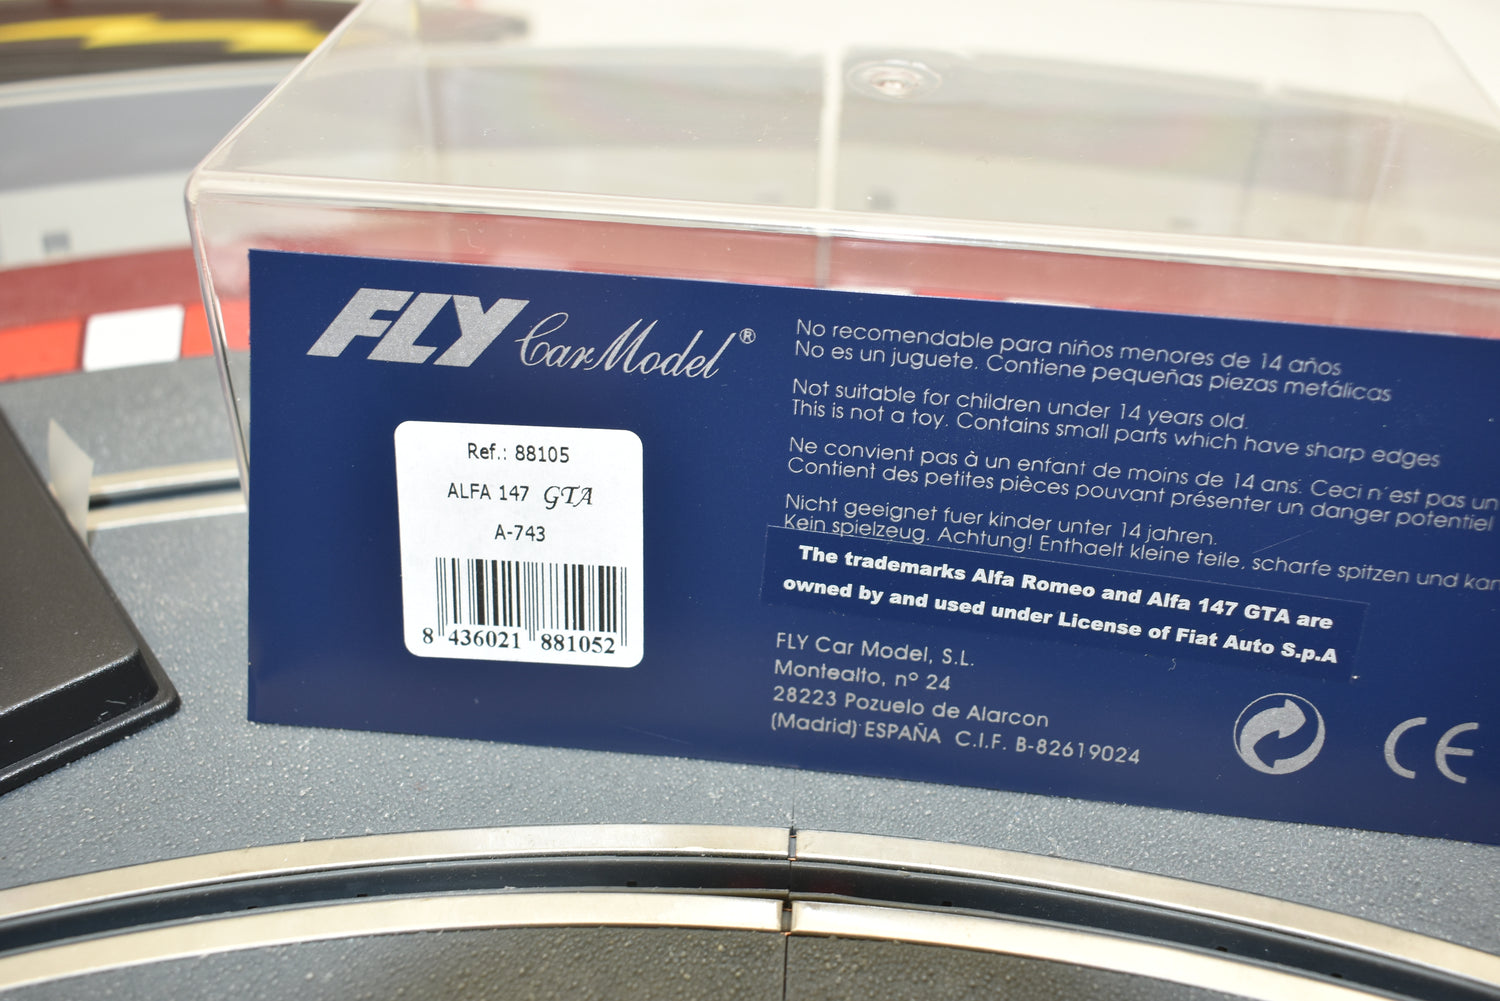 FLY Car Model®
Ref.: 88105
ALFA 147 GTA
A-743
8 436021 881052
No recomendable para niños menores de 14 años
No es un juguete. Contiene pequeñas piezas metálicas
Not suitable for children under 14 years old.
This is not a toy. Contains small parts which have sharp edges
Ne convient pas à un enfant de moins de 14 ans. Ceci n'est pas un
Contient des petites pièces pouvant présenter un danger potentiel
Nicht geeignet fuer kinder unter 14 jahren.
Kein spielzeug. Achtung! Enthaelt kleine teile, scharfe spitzen und
The trademarks Alfa Romeo and Alfa 147 GTA are
owned by and used under License of Fiat Auto S.p.A
FLY Car Model, S.L.
Montealto, nº 24
28223 Pozuelo de Alarcon
(Madrid) ESPAÑA C.I.F. B-82619024
CE